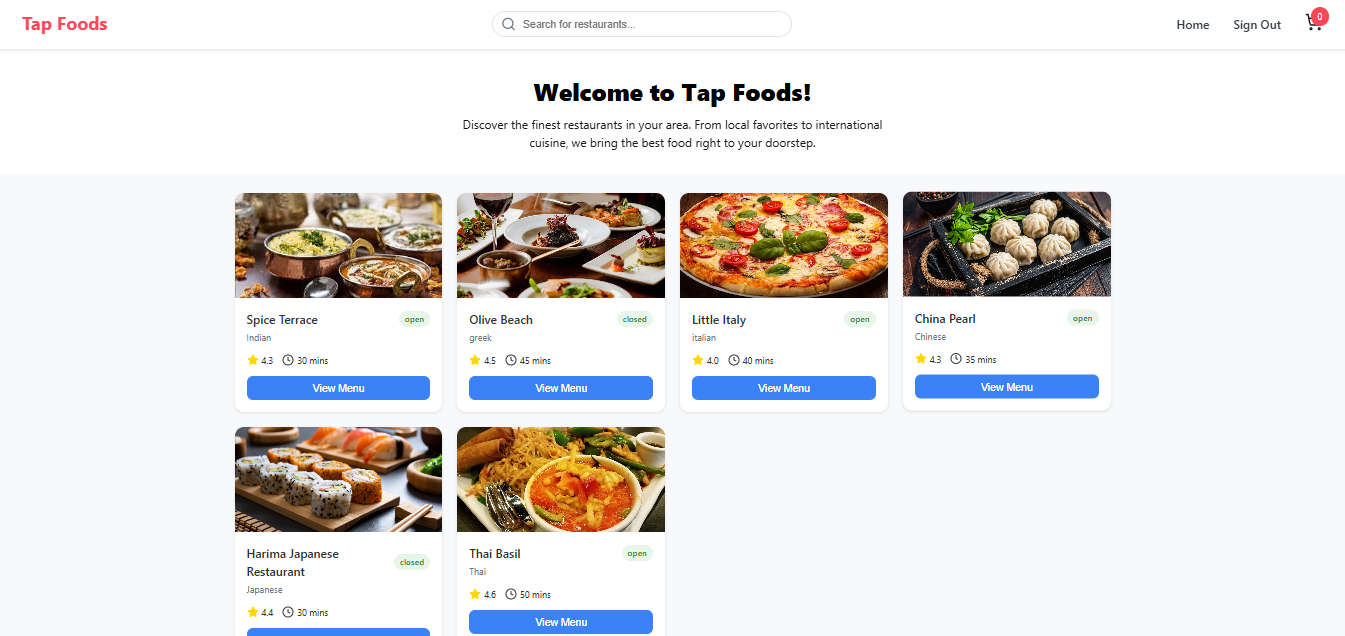 Tap Foods
Search for restaurants...
Home
Sign Out
0
Welcome to Tap Foods!
Discover the finest restaurants in your area. From local favorites to international
cuisine, we bring the best food right to your doorstep.
Spice Terrace
open
Indian
4.3
30 mins
View Menu
Olive Beach
closed
greek
4.5
45 mins
View Menu
Little Italy
open
italian
4.0
40 mins
View Menu
China Pearl
open
Chinese
4.3
35 mins
View Menu
Harima Japanese
Restaurant
closed
Japanese
4.4
30 mins
Thai Basil
open
Thai
4.6
50 mins
View Menu